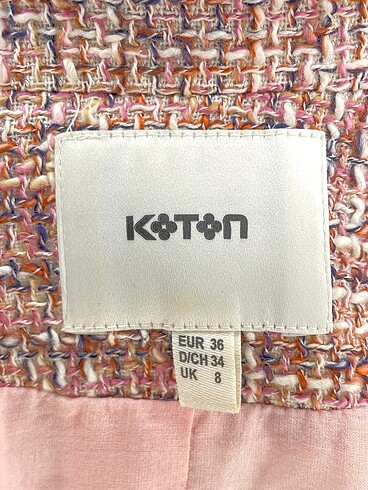 KOTON
EUR 36
D/CH 34
UK 8